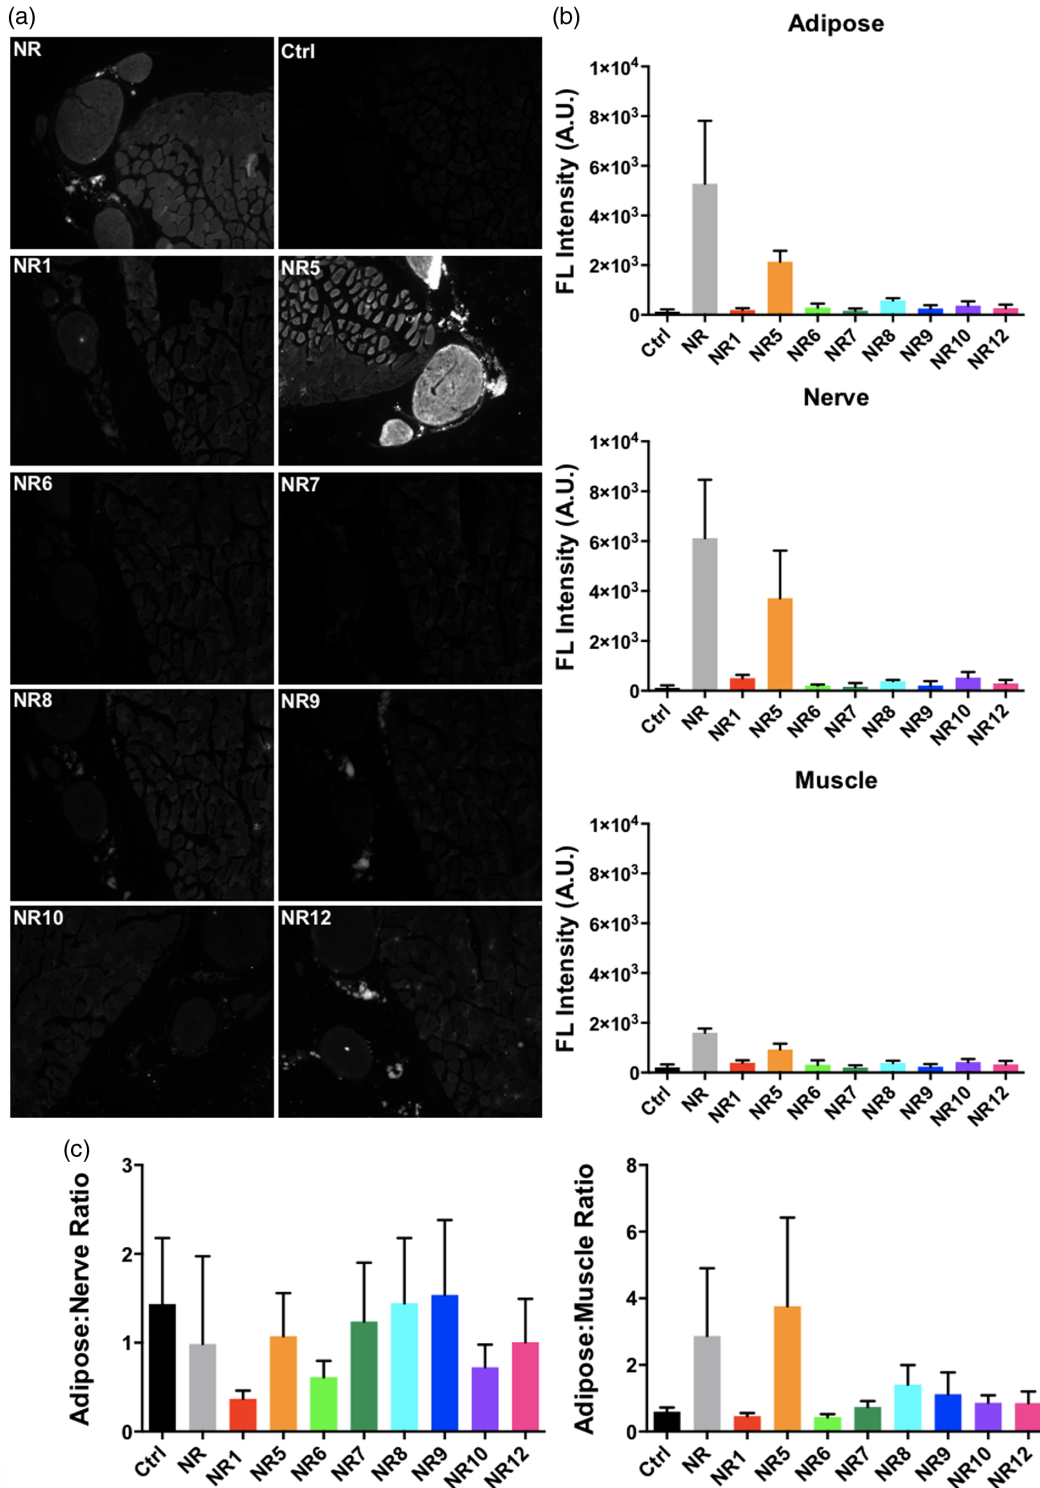 (a)
NR
Ctrl
NR1
NR5
NR6
NR7
NR8
NR9
NR10
NR12
(b)
Adipose
FL Intensity (A.U.)
1×10⁴
8×10³
6×10³
4×10³
2×10³
0
Ctrl
NR
NR1
NR5
NR6
NR7
NR8
NR9
NR10
NR12
Nerve
FL Intensity (A.U.)
1×10⁴
8×10³
6×10³
4×10³
2×10³
0
Ctrl
NR
NR1
NR5
NR6
NR7
NR8
NR9
NR10
NR12
Muscle
FL Intensity (A.U.)
1×10⁴
8×10³
6×10³
4×10³
2×10³
0
Ctrl
NR
NR1
NR5
NR6
NR7
NR8
NR9
NR10
NR12
(c)
Adipose:Nerve Ratio
3
2
1
0
Ctrl
NR
NR1
NR5
NR6
NR7
NR8
NR9
NR10
NR12
Adipose:Muscle Ratio
8
6
4
2
0
Ctrl
NR
NR1
NR5
NR6
NR7
NR8
NR9
NR10
NR12